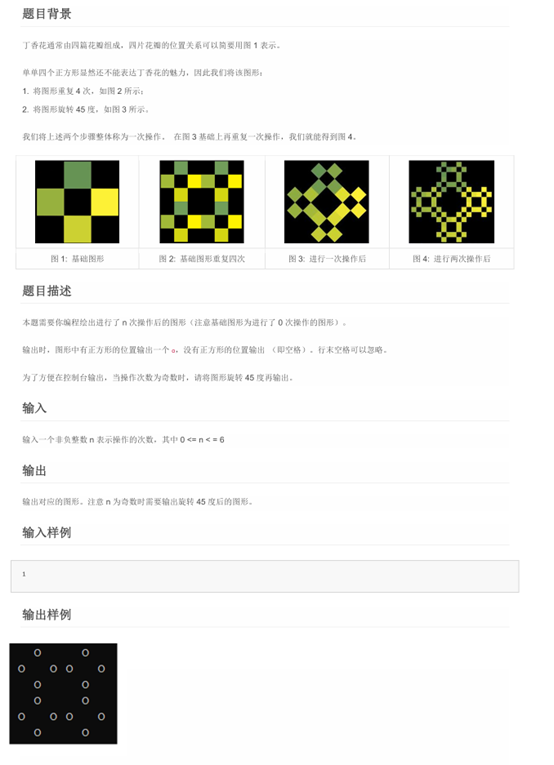 题目背景
丁香花通常由四篇花瓣组成，四片花瓣的位置关系可以简要用图 1 表示。
单单四个正方形显然还不能表达丁香花的魅力，因此我们将该图形：
1. 将图形重复 4 次，如图 2 所示；
2. 将图形旋转 45 度，如图 3 所示。
我们将上述两个步骤整体称为一次操作。 在图 3 基础上再重复一次操作，我们就能得到图 4。
图 1: 基础图形 图 2: 基础图形重复四次 图 3: 进行一次操作后 图 4: 进行两次操作后
题目描述
本题需要你编程绘出进行了 n 次操作后的图形（注意基础图形为进行了 0 次操作的图形）。
输出时，图形中有正方形的位置输出一个 o，没有正方形的位置输出 （即空格）。行末空格可以忽略。
为了方便在控制台输出，当操作次数为奇数时，请将图形旋转 45 度再输出。
输入
输入一个非负整数 n 表示操作的次数，其中 0 <= n < = 6
输出
输出对应的图形。注意 n 为奇数时需要输出旋转 45 度后的图形。
输入样例
1
输出样例
o o
o o o o
o o
o o
o o o o
o o